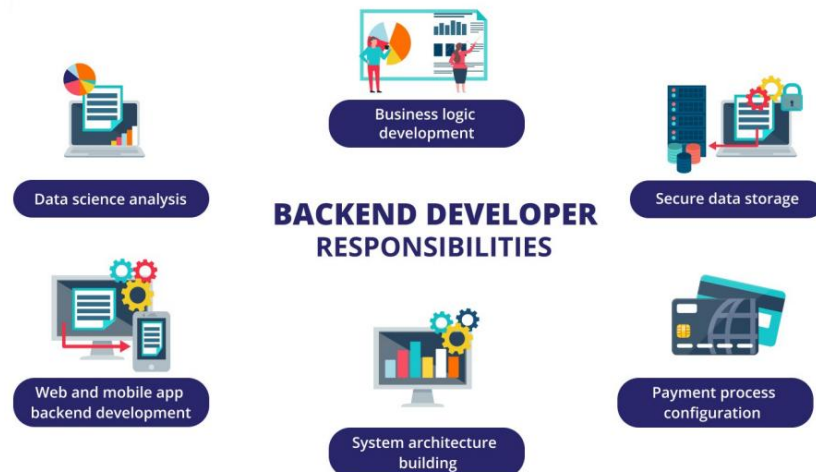 Business logic
development
Data science analysis
Secure data storage
BACKEND DEVELOPER
RESPONSIBILITIES
Web and mobile app
backend development
Payment process
configuration
System architecture
building